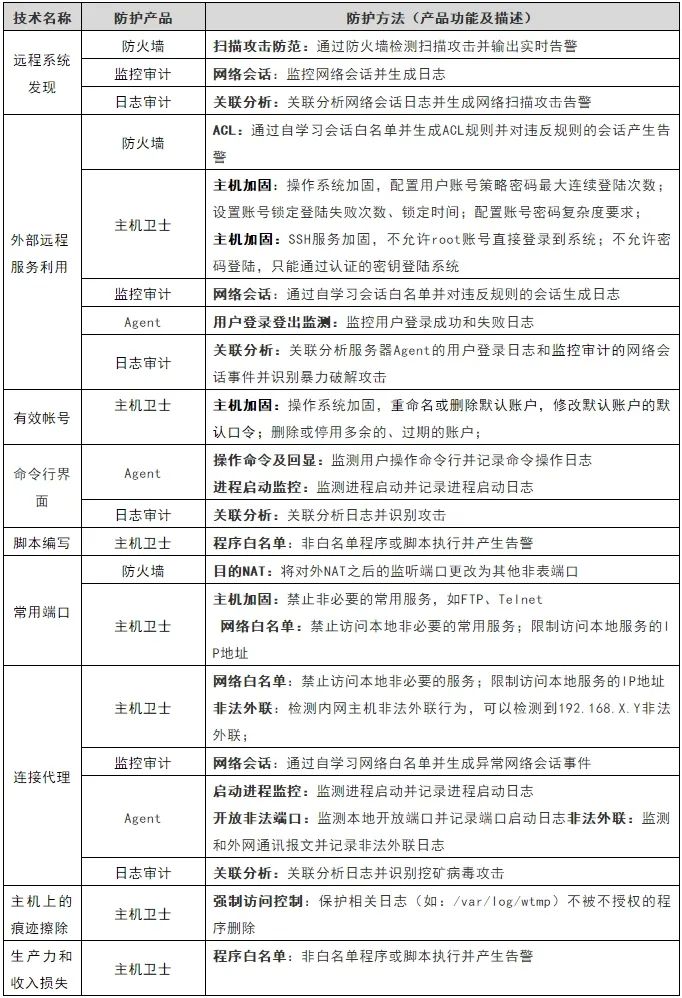 技术名称 防护产品 防护方法（产品功能及描述）
远程系统
发现
防火墙 扫描攻击防范：通过防火墙检测扫描攻击并输出实时告警
监控审计 网络会话：监控网络会话并生成日志
日志审计 关联分析：关联分析网络会话日志并生成网络扫描攻击告警
外部远程
服务利用
防火墙
ACL：通过自学习会话白名单并生成ACL规则并对违反规则的会话产生告
警
主机卫士
主机加固：操作系统加固，配置用户账号策略密码最大连续登陆次数；
设置账号锁定登陆失败次数、锁定时间；配置账号密码复杂度要求；
主机加固：SSH服务加固，不允许root账号直接登录到系统；不允许密
码登陆，只能通过认证的密钥登陆系统
监控审计 网络会话：通过自学习会话白名单并对违反规则的会话生成日志
Agent 用户登录登出监测：监控用户登录成功和失败日志
日志审计
关联分析：关联分析服务器Agent的用户登录日志和监控审计的网络会
话事件并识别暴力破解攻击
有效帐号
主机卫士
主机加固：操作系统加固，重命名或删除默认账户，修改默认账户的默
认口令；删除或停用多余的、过期的账户；
命令行界
面
Agent
操作命令及回显：监测用户操作命令行并记录命令操作日志
进程启动监控：监测进程启动并记录进程启动日志
日志审计 关联分析：关联分析日志并识别攻击
脚本编写 主机卫士 程序白名单：非白名单程序或脚本执行并产生告警
常用端口
防火墙 目的NAT：将对外NAT之后的监听端口更改为其他非表端口
主机卫士
主机加固：禁止非必要的常用服务，如FTP、Telnet
网络白名单：禁止访问本地非必要的常用服务；限制访问本地服务的I
P地址
连接代理
主机卫士
网络白名单：禁止访问本地非必要的服务；限制访问本地服务的IP地址
非法外联：检测内网主机非法外联行为，可以检测到192.168.X.Y非法
外联；
监控审计 网络会话：通过自学习网络白名单并生成异常网络会话事件
Agent
启动进程监控：监测进程启动并记录进程启动日志
开放非法端口：监测本地开放端口并记录端口启动日志非法外联：监测
和外网通讯报文并记录非法外联日志
日志审计 关联分析：关联分析日志并识别挖矿病毒攻击
主机上的
痕迹擦除
主机卫士
强制访问控制：保护相关日志（如：/var/log/wtmp）不被不授权的程
序删除
生产力和
收入损失
主机卫士
程序白名单：非白名单程序或脚本执行并产生告警